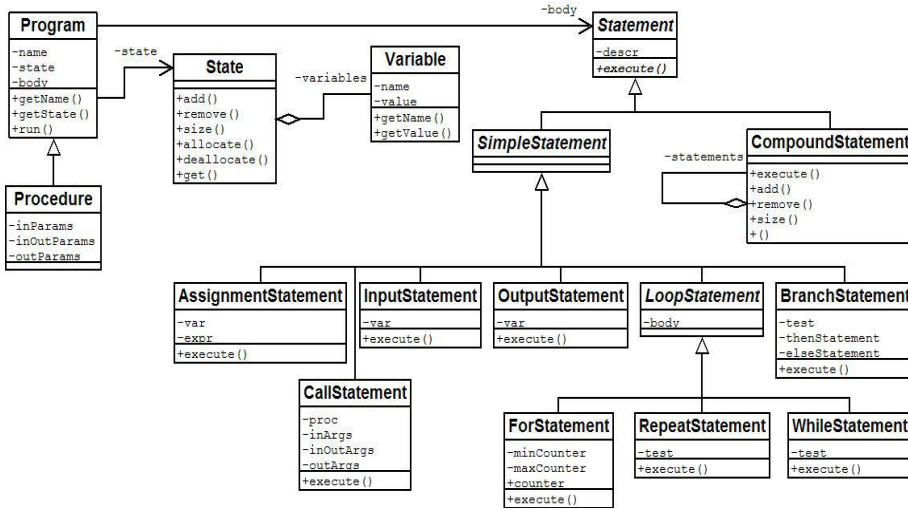 Program
-name
-state
-body
+getName()
+getState()
+run()
-body
Statement
-descr
+execute()
-state
State
+add()
+remove()
+size()
+allocate()
+deallocate()
+get()
-variables
Variable
-name
-value
+getName()
+getValue()
Procedure
-inParams
-inOutParams
-outParams
SimpleStatement
CompoundStatement
+execute()
+add()
+remove()
+size()
+()
-statements
AssignmentStatement
-var
-expr
+execute()
InputStatement
-var
+execute()
OutputStatement
-var
+execute()
LoopStatement
-body
BranchStatement
-test
-thenStatement
-elseStatement
+execute()
CallStatement
-proc
-inArgs
-inOutArgs
-outArgs
+execute()
ForStatement
-minCounter
-maxCounter
+counter
+execute()
RepeatStatement
-test
+execute()
WhileStatement
-test
+execute()